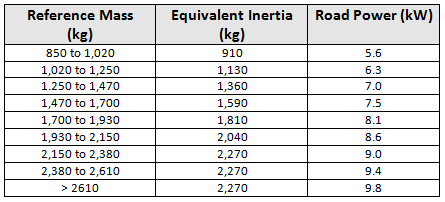 Reference Mass (kg) Equivalent Inertia (kg) Road Power (kW)
850 to 1,020 910 5.6
1,020 to 1,250 1,130 6.3
1.250 to 1,470 1,360 7.0
1,470 to 1,700 1,590 7.5
1,700 to 1,930 1,810 8.1
1,930 to 2,150 2,040 8.6
2,150 to 2,380 2,270 9.0
2,380 to 2,610 2,270 9.4
> 2610 2,270 9.8